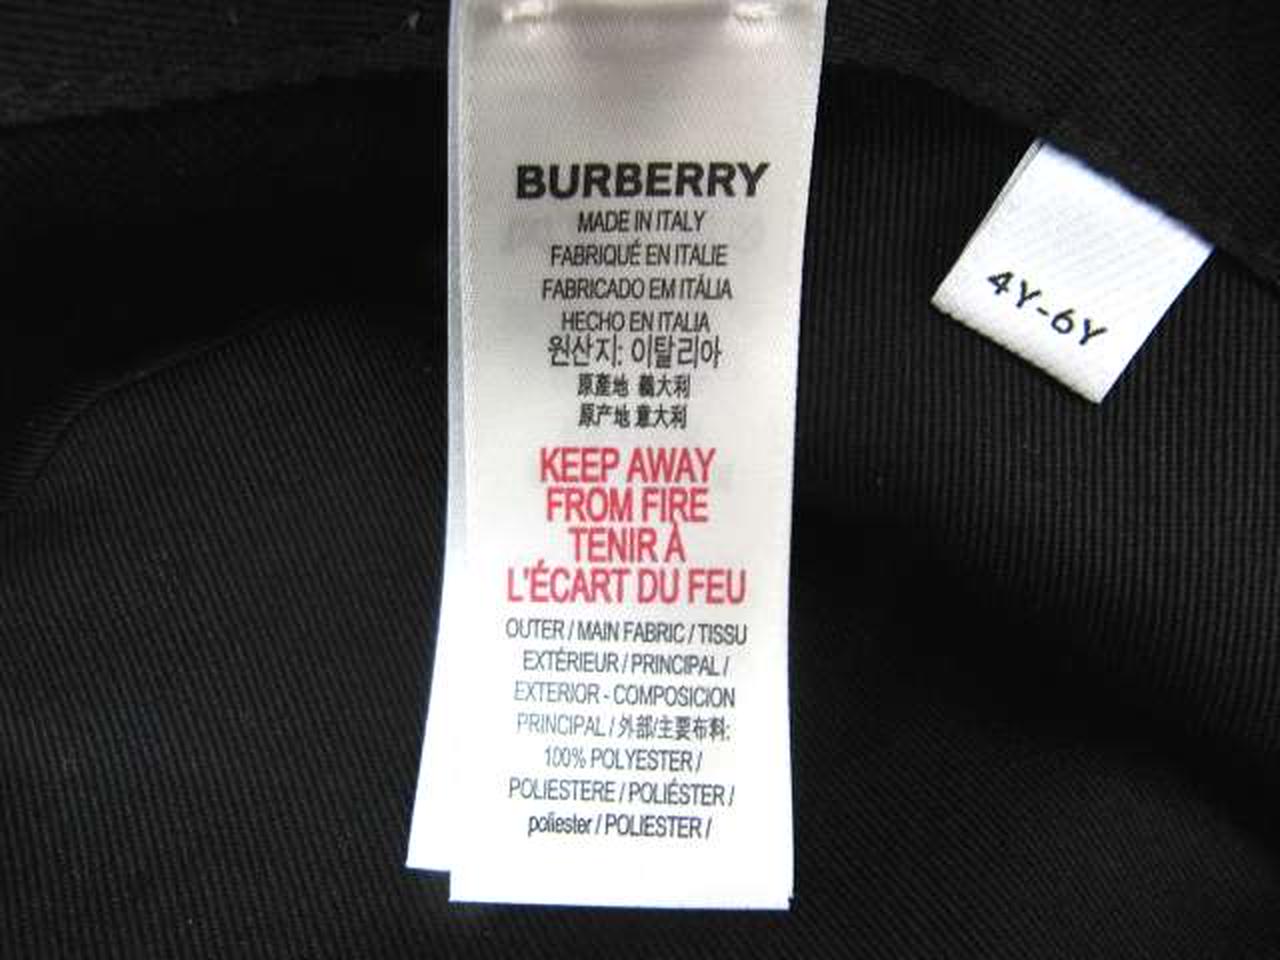 BURBERRY
MADE IN ITALY
FABRIQUÉ EN ITALIE
FABRICADO EM ITÁLIA
HECHO EN ITALIA
원산지: 이탈리아
原產地 義大利
原产地 意大利
KEEP AWAY
FROM FIRE
TENIR À
L'ÉCART DU FEU
OUTER / MAIN FABRIC / TISSU
EXTÉRIEUR / PRINCIPAL /
EXTERIOR - COMPOSICION
PRINCIPAL / 外部/主要布料:
100% POLYESTER /
POLIESTERE / POLIÉSTER /
poliester / POLIESTER /
4Y-6Y